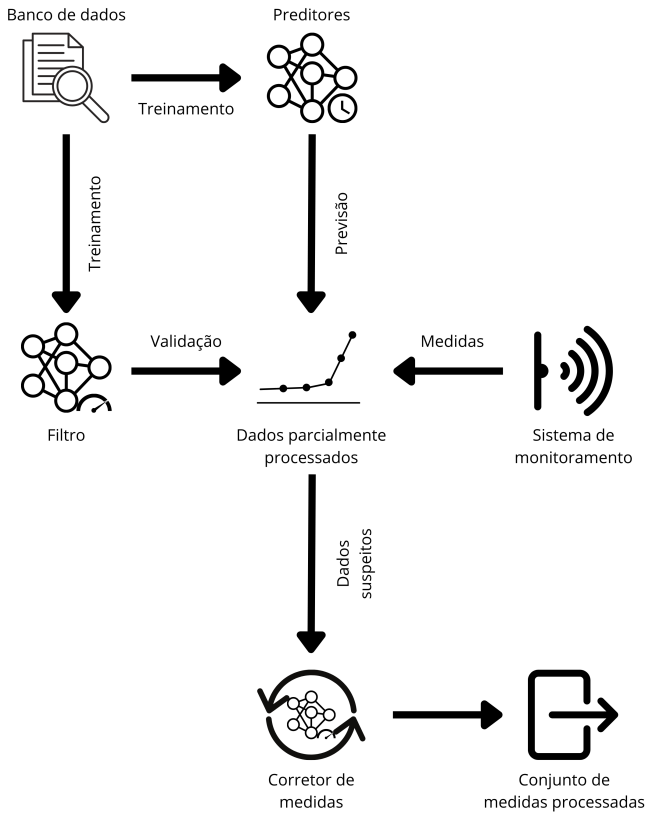 Banco de dados
Preditores
Treinamento
Treinamento
Previsão
Validação
Medidas
Filtro
Dados parcialmente
processados
Sistema de
monitoramento
Dados
suspeitos
Corretor de
medidas
Conjunto de
medidas processadas